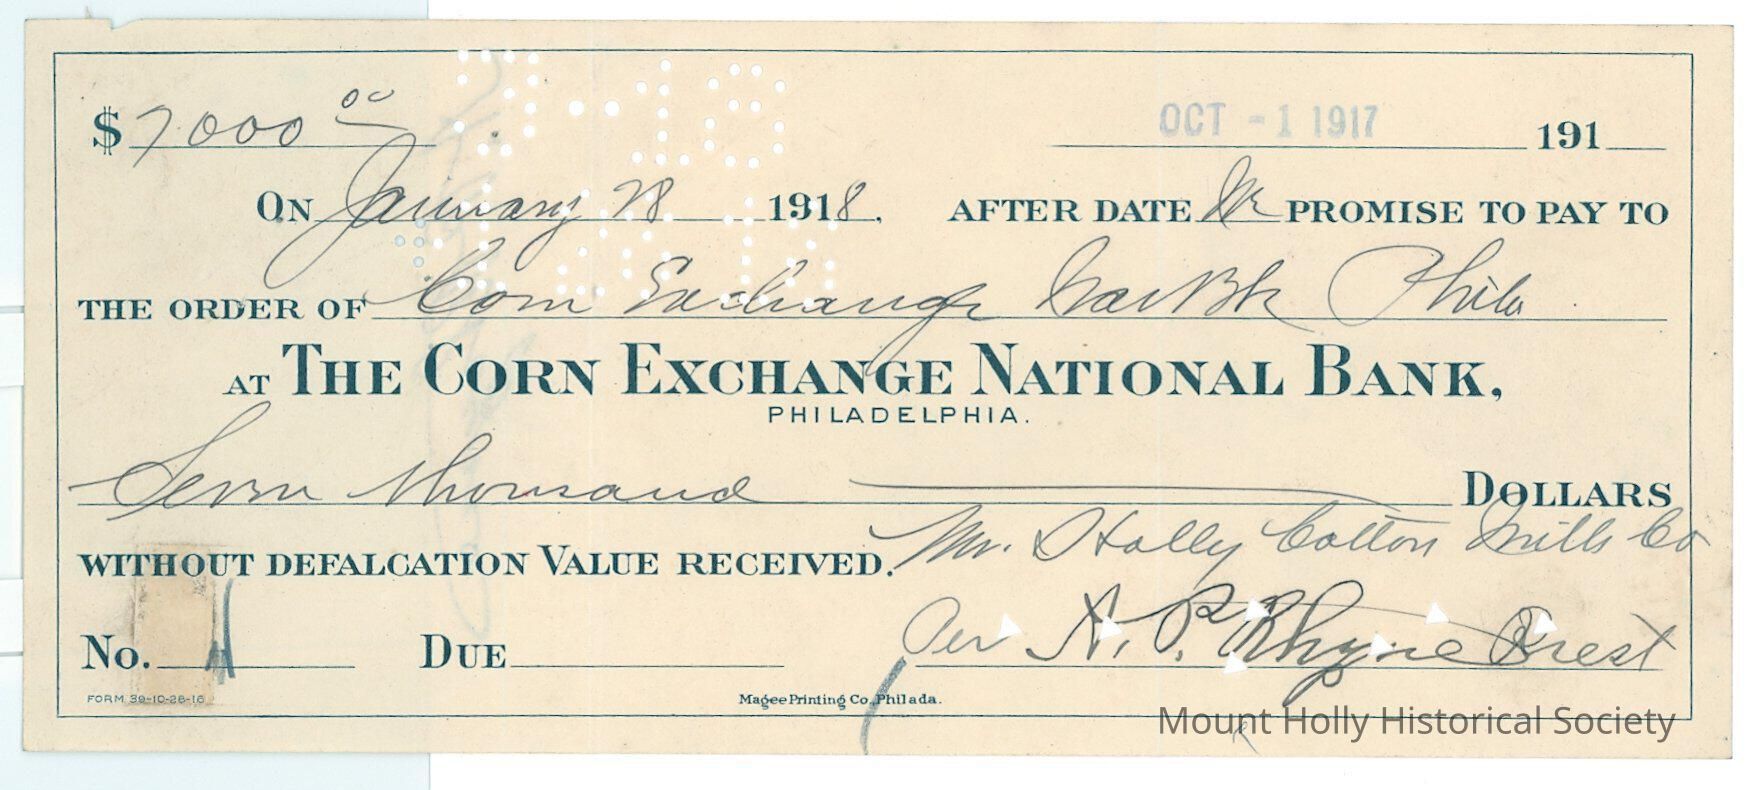 $ 7000 00 OCT - 1 1917 191
ON January 28 1918. AFTER DATE We PROMISE TO PAY TO
THE ORDER OF Corn Exchange Nat Bk Phila
AT THE CORN EXCHANGE NATIONAL BANK,
PHILADELPHIA.
Seven thousand DOLLARS
WITHOUT DEFALCATION VALUE RECEIVED. Mt. Holly Cotton Mills Co
Per A. P. Rhyne Prest
No. DUE
FORM 39-10-26-16 Magee Printing Co., Philada.
Mount Holly Historical Society